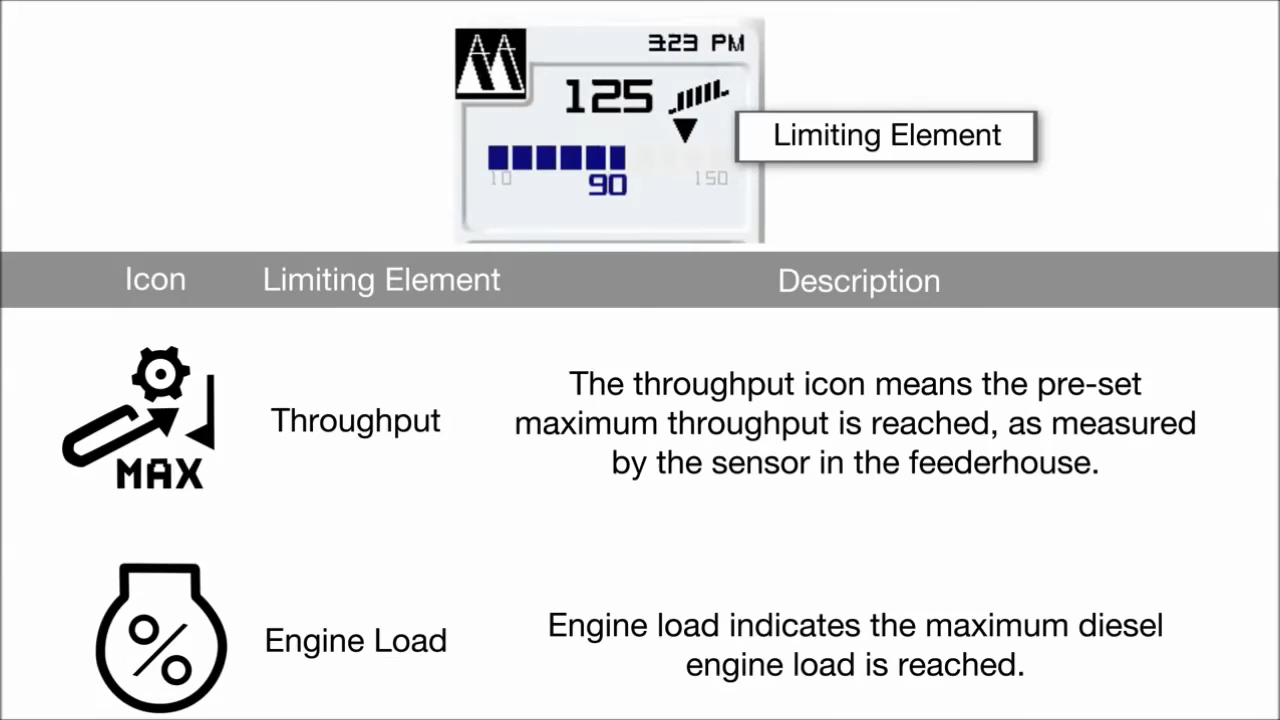 3:23 PM
125
Limiting Element
10
90
150
Icon Limiting Element Description
Throughput
The throughput icon means the pre-set
maximum throughput is reached, as measured
by the sensor in the feederhouse.
MAX
%
Engine Load
Engine load indicates the maximum diesel
engine load is reached.